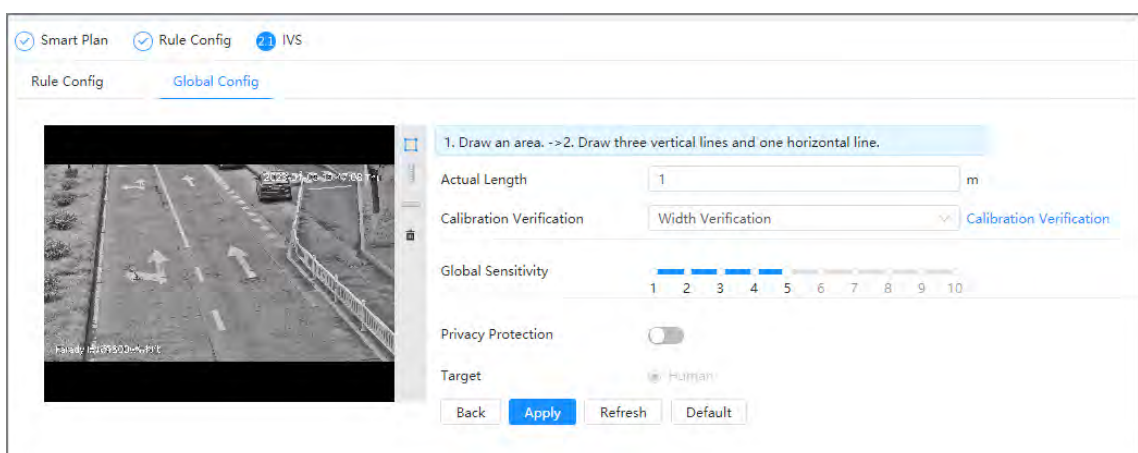 Smart Plan Rule Config 2.1 IVS
Rule Config Global Config
1. Draw an area. ->2. Draw three vertical lines and one horizontal line.
Actual Length 1 m
Calibration Verification Width Verification Calibration Verification
Global Sensitivity
1 2 3 4 5 6 7 8 9 10
Privacy Protection
Target Human
Back Apply Refresh Default